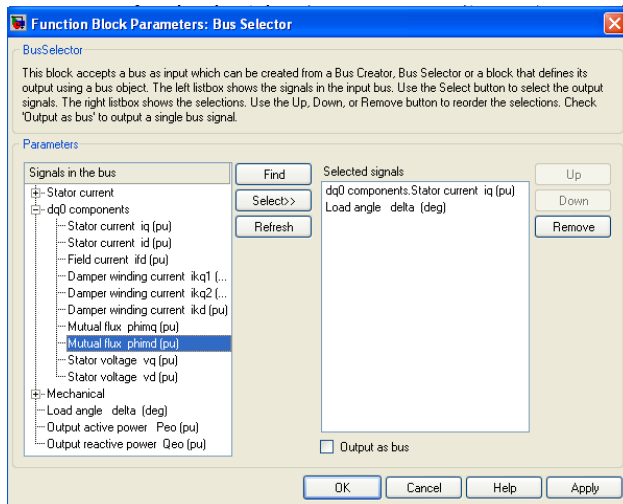 Function Block Parameters: Bus Selector
BusSelector
This block accepts a bus as input which can be created from a Bus Creator, Bus Selector or a block that defines its
output using a bus object. The left listbox shows the signals in the input bus. Use the Select button to select the output
signals. The right listbox shows the selections. Use the Up, Down, or Remove button to reorder the selections. Check
'Output as bus' to output a single bus signal.
Parameters
Signals in the bus
Stator current
dq0 components
Stator current iq (pu)
Stator current id (pu)
Field current ifd (pu)
Damper winding current ikq1 (...
Damper winding current ikq2 (...
Damper winding current ikd (pu)
Mutual flux phimq (pu)
Mutual flux phimd (pu)
Stator voltage vq (pu)
Stator voltage vd (pu)
Mechanical
Load angle delta (deg)
Output active power Peo (pu)
Output reactive power Qeo (pu)
Find
Select>>
Refresh
Selected signals
dq0 components.Stator current iq (pu)
Load angle delta (deg)
Up
Down
Remove
Output as bus
OK
Cancel
Help
Apply